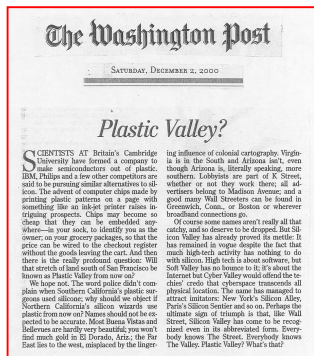 The Washington Post
SATURDAY, DECEMBER 2, 2000
Plastic Valley?
SCIENTISTS AT Britain's Cambridge
University have formed a company to
make semiconductors out of plastic.
IBM, Philips and a few other competitors are
said to be pursuing similar alternatives to sil-
icon. The advent of computer chips made by
printing plastic patterns on a page with
something like an ink-jet printer raises in-
triguing prospects. Chips may become so
cheap that they can be embedded any-
where—in your sock, to identify you as the
owner; on your grocery packages, so the price
can be wired to the checkout register
without the goods leaving the cart. And then
there is the really profound question: Will
that stretch of land south of San Francisco be
known as Plastic Valley from now on?
We hope not. The word police didn't com-
plain when Southern California's plastic sur-
geons used silicone; why should we object if
Northern California's silicon wizards use
plastic from now on? Names should not be ex-
pected to be accurate. Most Buena Vistas and
Bellevues are hardly very beautiful; you won't
find much gold in El Dorado, Ariz.; the Far
East lies to the west, misplaced by the linger-
ing influence of colonial cartography. Virgin-
ia is in the South and Arizona isn't, even
though Arizona is, literally speaking, more
southern. Lobbyists are part of K Street,
whether or not they work there; all ad-
vertisers belong to Madison Avenue; and a
good many Wall Streeters can be found in
Greenwich, Conn., or Boston or wherever
broadband connections go.
Of course some names aren't really all that
catchy, and so deserve to be dropped. But Sil-
icon Valley has already proved its mettle: It
has remained in vogue despite the fact that
much high-tech activity has nothing to do
with silicon. High tech is about software, but
Soft Valley has no bounce to it; it's about the
Internet but Cyber Valley would offend the te-
chies' credo that cyberspace transcends all
physical location. The name has managed to
attract imitators: New York's Silicon Alley,
Paris's Silicon Sentier and so on. Perhaps the
ultimate sign of triumph is that, like Wall
Street, Silicon Valley has come to be recog-
nized even in its abbreviated form. Every-
body knows The Street. Everybody knows
The Valley. Plastic Valley? What's that?